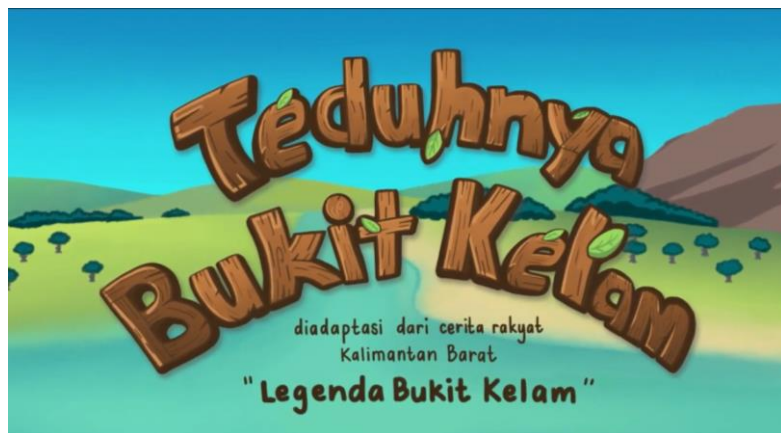 Teduhnya
Bukit Kelam
diadaptasi dari cerita rakyat
Kalimantan Barat
"Legenda Bukit Kelam"